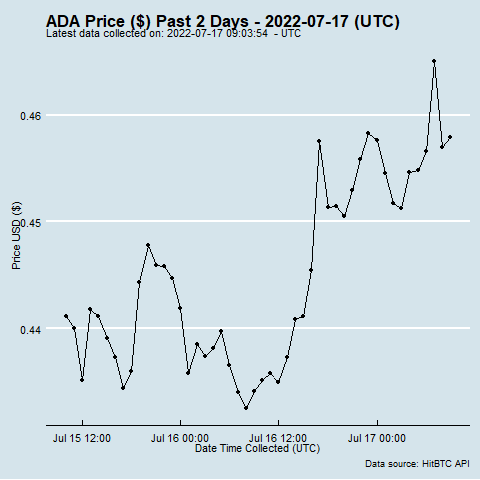 ADA Price ($) Past 2 Days - 2022-07-17 (UTC)
Latest data collected on: 2022-07-17 09:03:54 - UTC
0.46
0.45
0.44
Price USD ($)
Jul 15 12:00 Jul 16 00:00 Jul 16 12:00 Jul 17 00:00
Date Time Collected (UTC)
Data source: HitBTC API